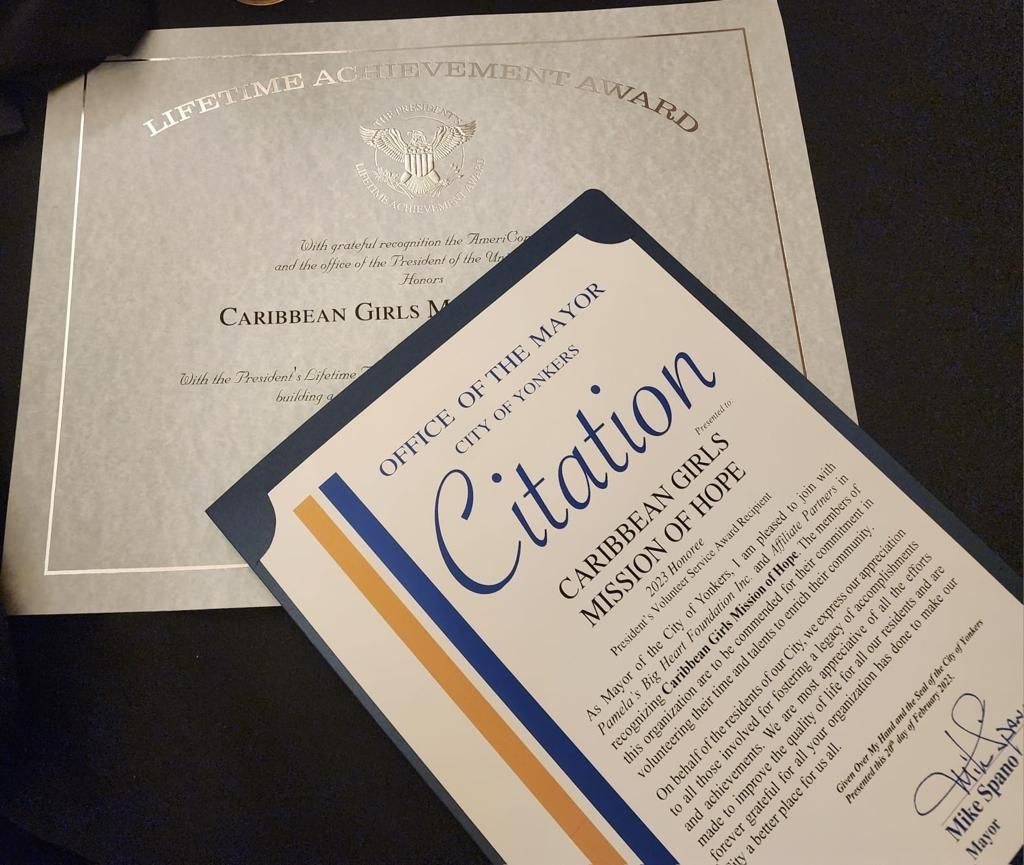 LIFETIME ACHIEVEMENT AWARD
THE PRESIDENT'S
LIFETIME ACHIEVEMENT AWARD
With grateful recognition the AmeriCor
and the office of the President of the Un
Honors
CARIBBEAN GIRLS M
With the President's Lifetime
building a
OFFICE OF THE MAYOR
CITY OF YONKERS
Citation
Presented to:
CARIBBEAN GIRLS
MISSION OF HOPE
2023 Honoree
President's Volunteer Service Award Recipient
As Mayor of the City of Yonkers, I am pleased to join with
Pamela's Big Heart Foundation Inc. and Affiliate Partners in
recognizing Caribbean Girls Mission of Hope. The members of
this organization are to be commended for their commitment in
volunteering their time and talents to enrich their community.
On behalf of the residents of our City, we express our appreciation
to all those involved for fostering a legacy of accomplishments
and achievements. We are most appreciative of all the efforts
made to improve the quality of life for all our residents and are
forever grateful for all your organization has done to make our
City a better place for us all.
Given Over My Hand and the Seal of the City of Yonkers
Presented this 20th day of February 2023.
Mike Spano
Mike Spano
Mayor